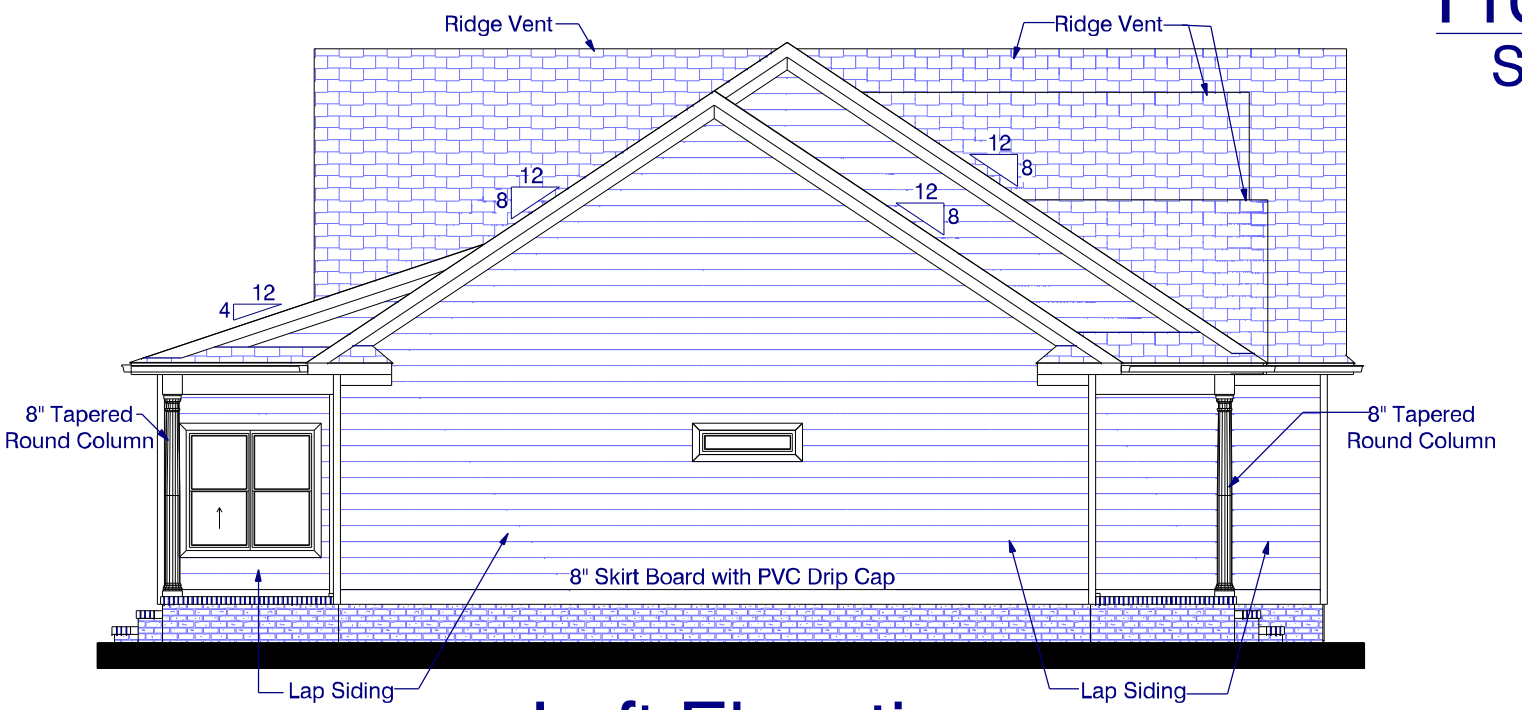 Ridge Vent
Ridge Vent
12
8
12
8
12
8
12
4
8" Tapered
Round Column
8" Tapered
Round Column
8" Skirt Board with PVC Drip Cap
Lap Siding
Lap Siding